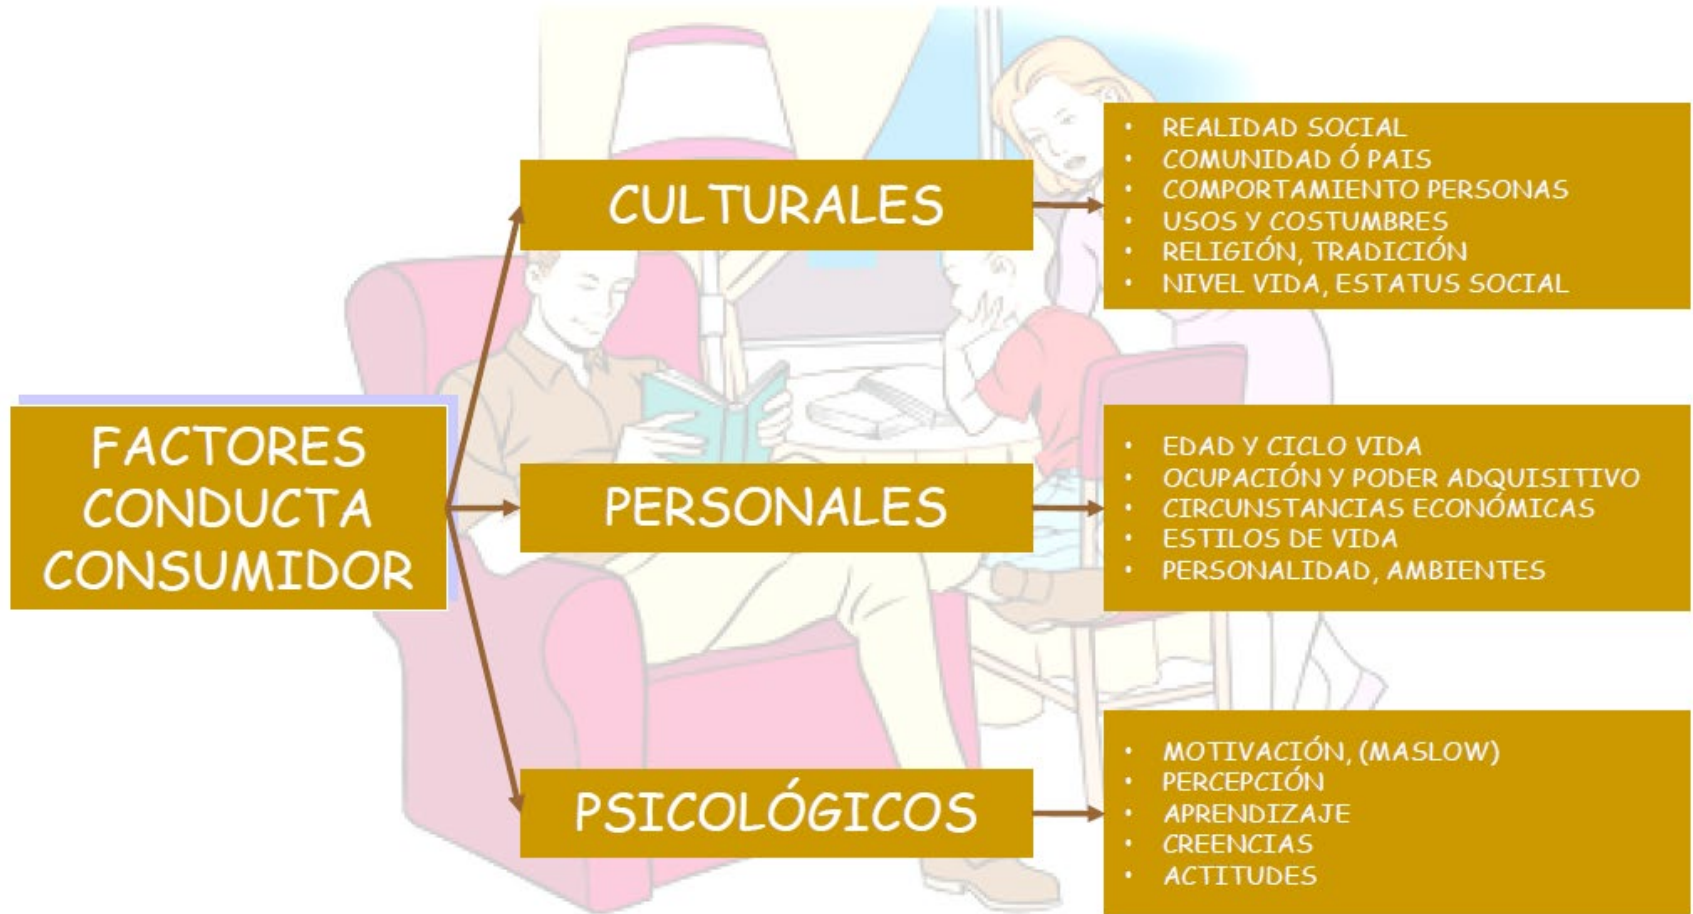 FACTORES
CONDUCTA
CONSUMIDOR
CULTURALES
• REALIDAD SOCIAL
• COMUNIDAD Ó PAIS
• COMPORTAMIENTO PERSONAS
• USOS Y COSTUMBRES
• RELIGIÓN, TRADICIÓN
• NIVEL VIDA, ESTATUS SOCIAL
PERSONALES
• EDAD Y CICLO VIDA
• OCUPACIÓN Y PODER ADQUISITIVO
• CIRCUNSTANCIAS ECONÓMICAS
• ESTILOS DE VIDA
• PERSONALIDAD, AMBIENTES
PSICOLÓGICOS
• MOTIVACIÓN, (MASLOW)
• PERCEPCIÓN
• APRENDIZAJE
• CREENCIAS
• ACTITUDES